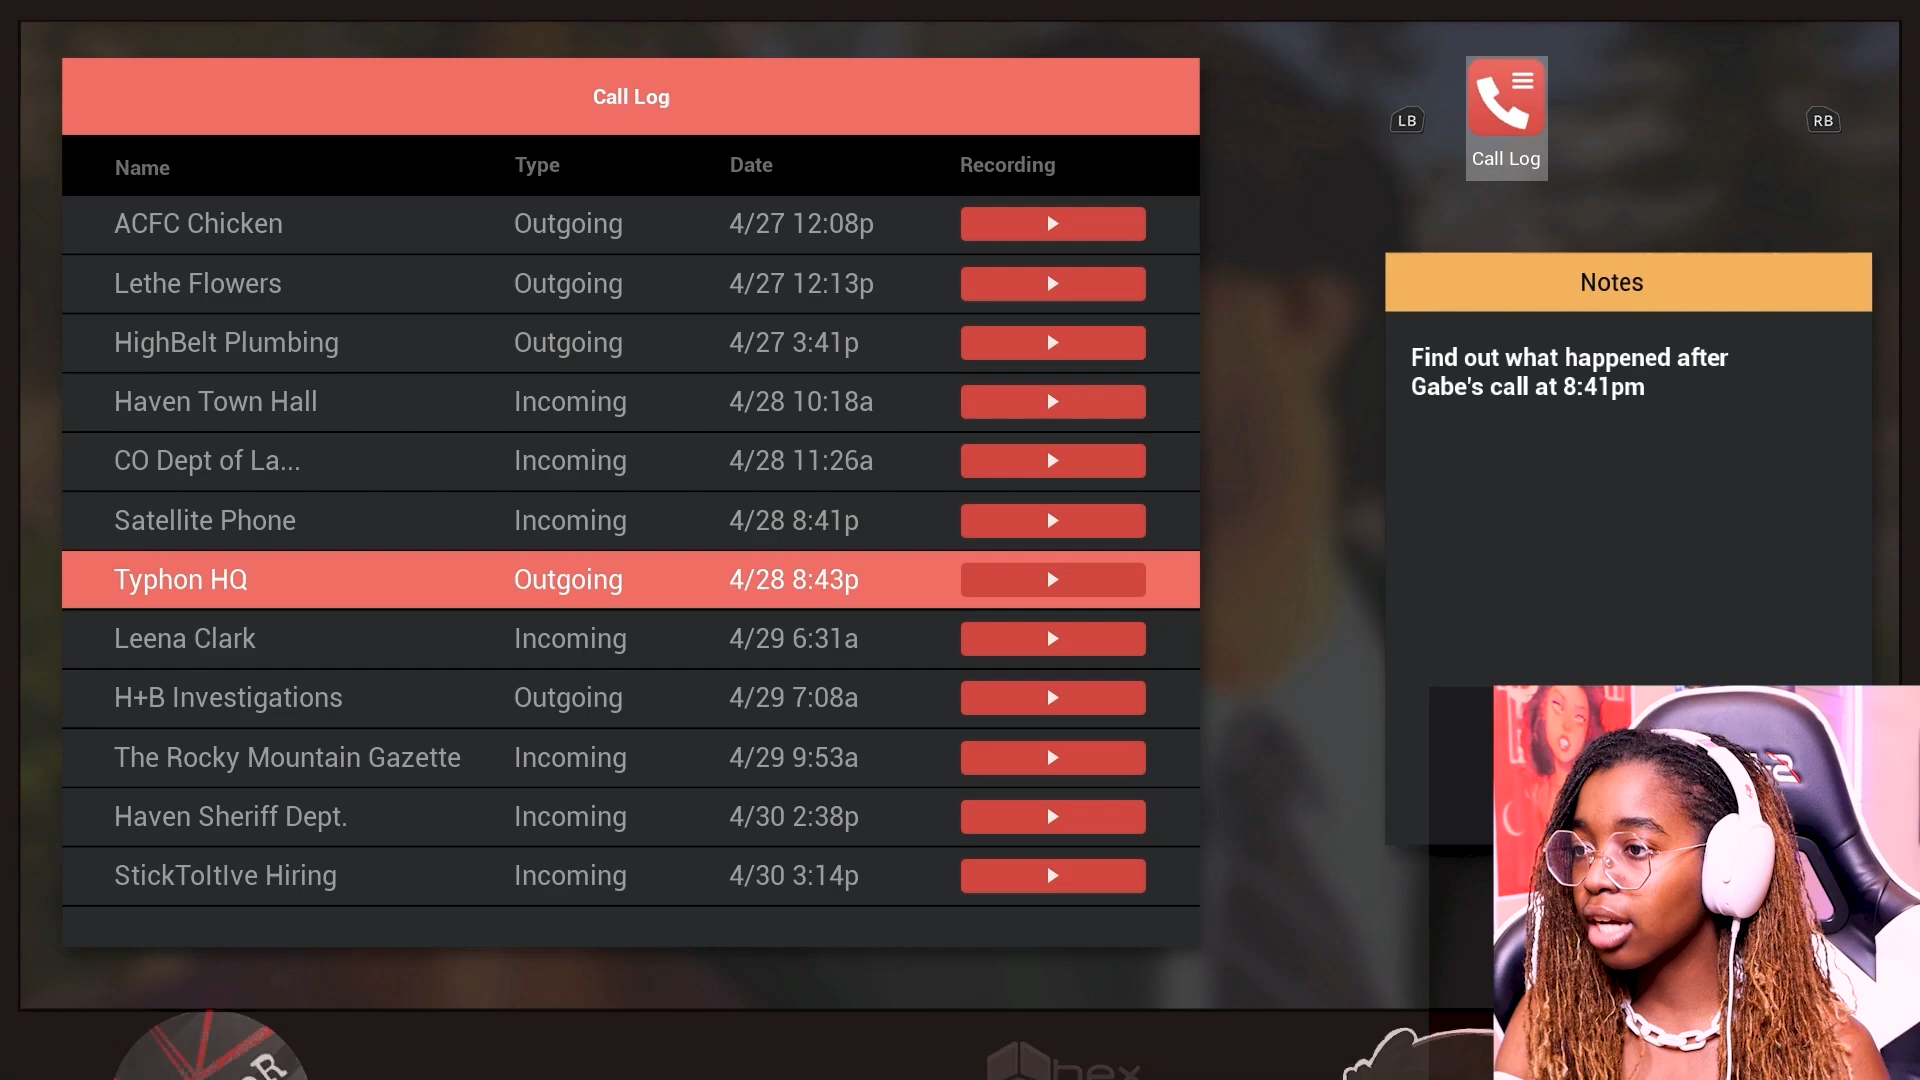 Call Log
Name Type Date Recording
ACFC Chicken Outgoing 4/27 12:08p
Lethe Flowers Outgoing 4/27 12:13p
HighBelt Plumbing Outgoing 4/27 3:41p
Haven Town Hall Incoming 4/28 10:18a
CO Dept of La... Incoming 4/28 11:26a
Satellite Phone Incoming 4/28 8:41p
Typhon HQ Outgoing 4/28 8:43p
Leena Clark Incoming 4/29 6:31a
H+B Investigations Outgoing 4/29 7:08a
The Rocky Mountain Gazette Incoming 4/29 9:53a
Haven Sheriff Dept. Incoming 4/30 2:38p
StickToItIve Hiring Incoming 4/30 3:14p
LB
RB
Call Log
Notes
Find out what happened after
Gabe's call at 8:41pm
hex